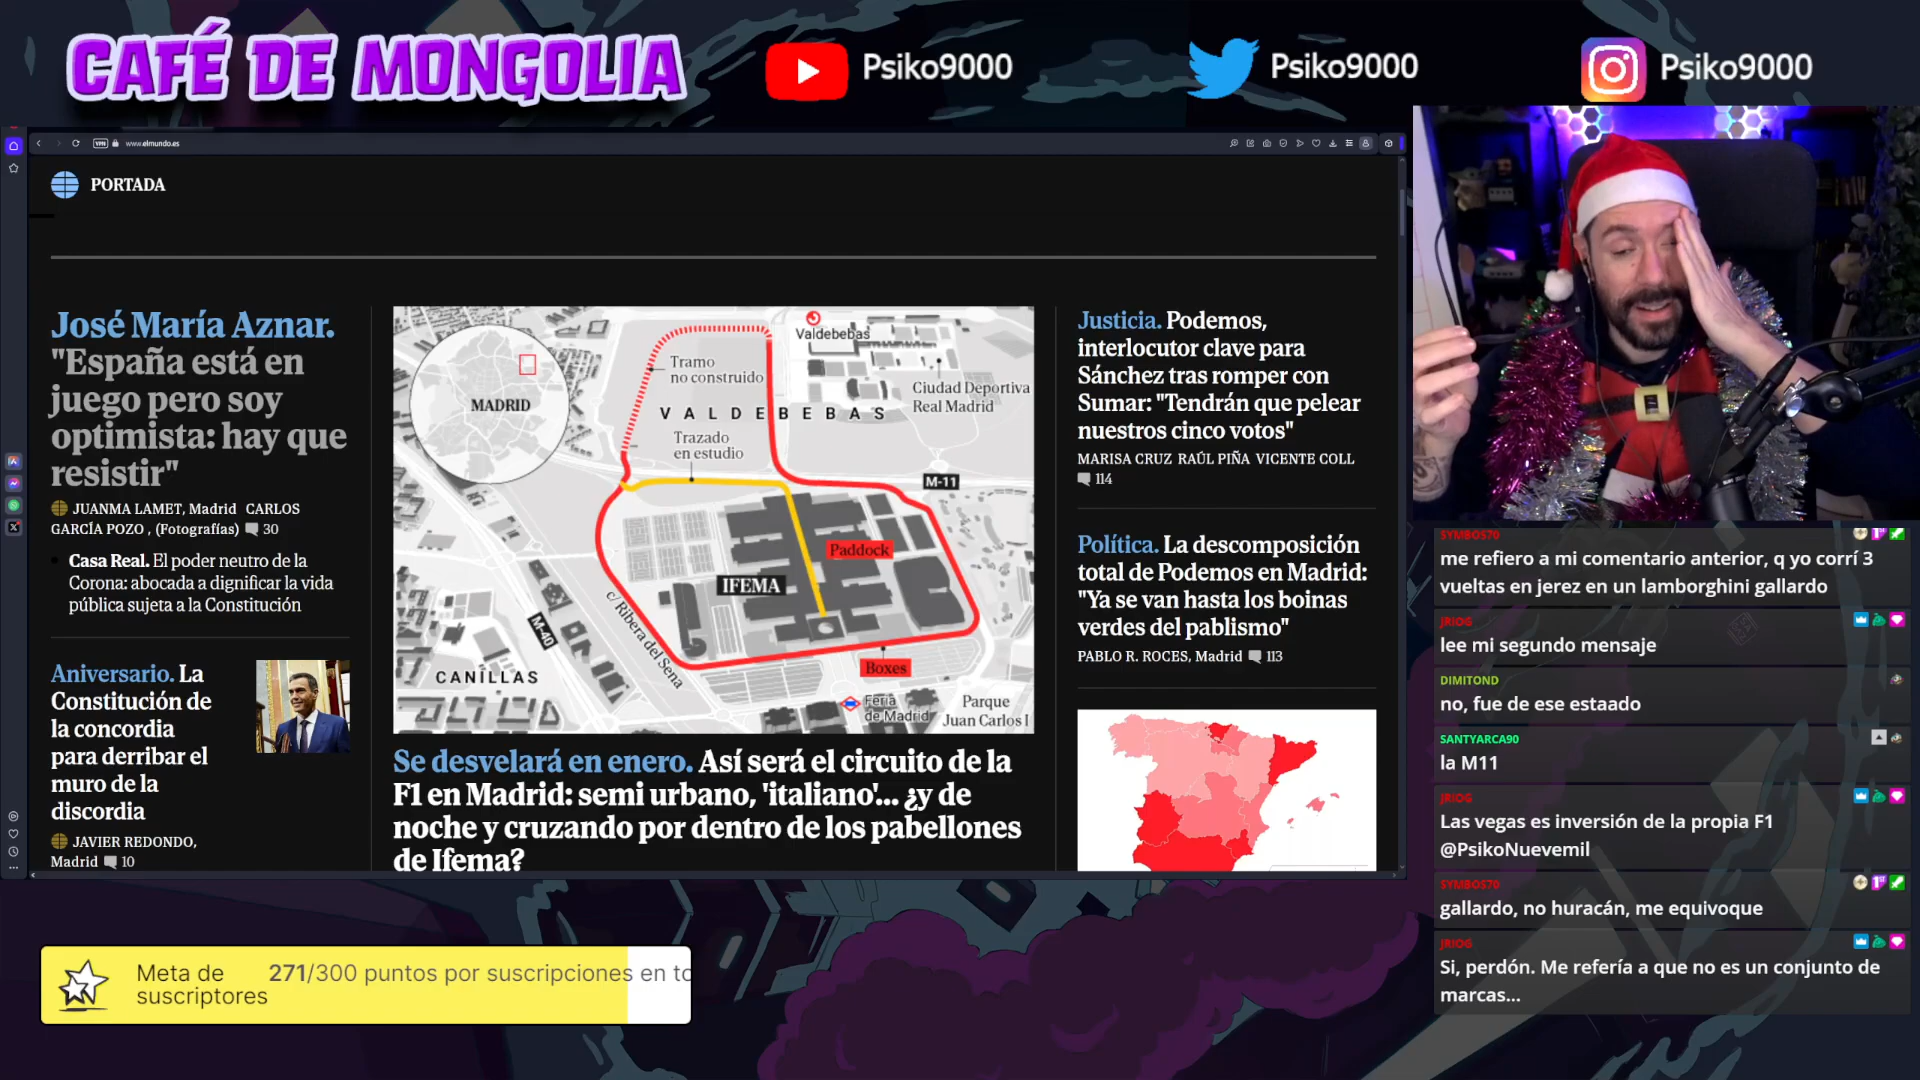 CAFÉ DE MONGOLIA
Psiko9000
Psiko9000
Psiko9000
VPN
www.elmundo.es
PORTADA
José María Aznar.
"España está en
juego pero soy
optimista: hay que
resistir"
JUANMA LAMET, Madrid CARLOS
GARCÍA POZO , (Fotografías) 30
Casa Real. El poder neutro de la
Corona: abocada a dignificar la vida
pública sujeta a la Constitución
Aniversario. La
Constitución de
la concordia
para derribar el
muro de la
discordia
JAVIER REDONDO,
Madrid 10
MADRID
Valdebebas
Tramo
no construido
Ciudad Deportiva
Real Madrid
VALDEBEBAS
Trazado
en estudio
M-11
Paddock
IFEMA
c/ Ribera del Sena
M-40
CANÍLLAS
Boxes
Feria
de Madrid
Parque
Juan Carlos I
Se desvelará en enero. Así será el circuito de la
F1 en Madrid: semi urbano, 'italiano'... ¿y de
noche y cruzando por dentro de los pabellones
de Ifema?
Justicia. Podemos,
interlocutor clave para
Sánchez tras romper con
Sumar: "Tendrán que pelear
nuestros cinco votos"
MARISA CRUZ RAÚL PIÑA VICENTE COLL
114
Política. La descomposición
total de Podemos en Madrid:
"Ya se van hasta los boinas
verdes del pablismo"
PABLO R. ROCES, Madrid 113
SYMBOS70
me refiero a mi comentario anterior, q yo corrí 3
vueltas en jerez en un lamborghini gallardo
JRIOG
lee mi segundo mensaje
DIMITOND
no, fue de ese estaado
SANTYARCA90
la M11
JRIOG
Las vegas es inversión de la propia F1
@PsikoNuevemil
SYMBOS70
gallardo, no huracán, me equivoque
JRIOG
Si, perdón. Me refería a que no es un conjunto de
marcas...
Meta de
suscriptores
271/300 puntos por suscripciones en to